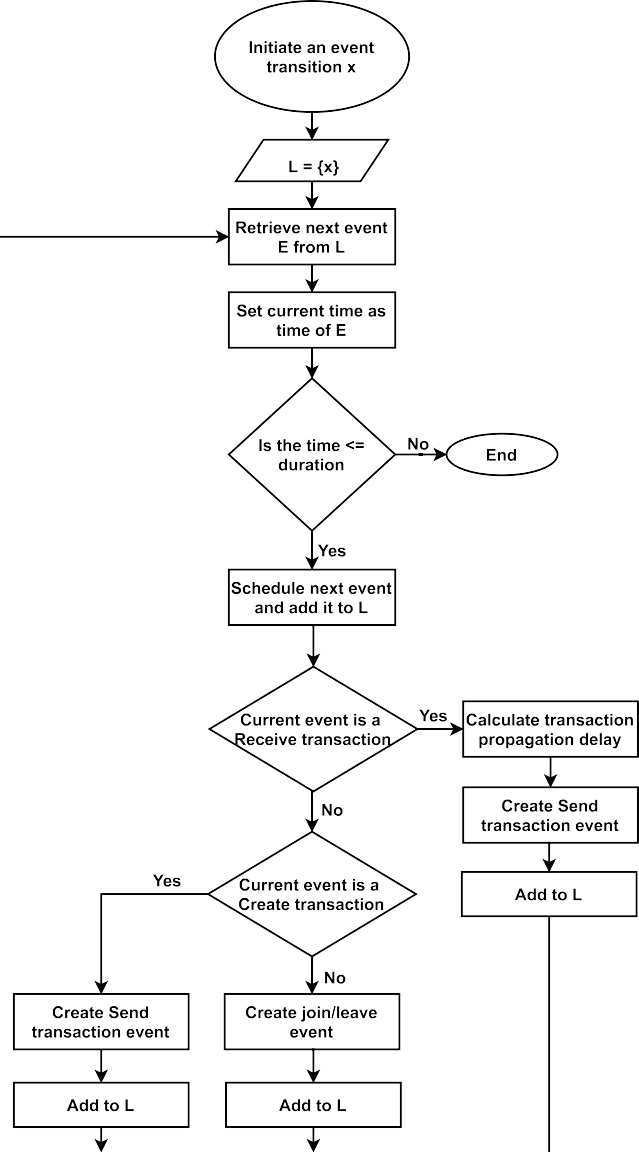 Initiate an event
transition x
L = {x}
Retrieve next event
E from L
Set current time as
time of E
Is the time <=
duration
No
End
Yes
Schedule next event
and add it to L
Current event is a
Receive transaction
Yes
Calculate transaction
propagation delay
No
Create Send
transaction event
Add to L
Current event is a
Create transaction
Yes
No
Create Send
transaction event
Create join/leave
event
Add to L
Add to L